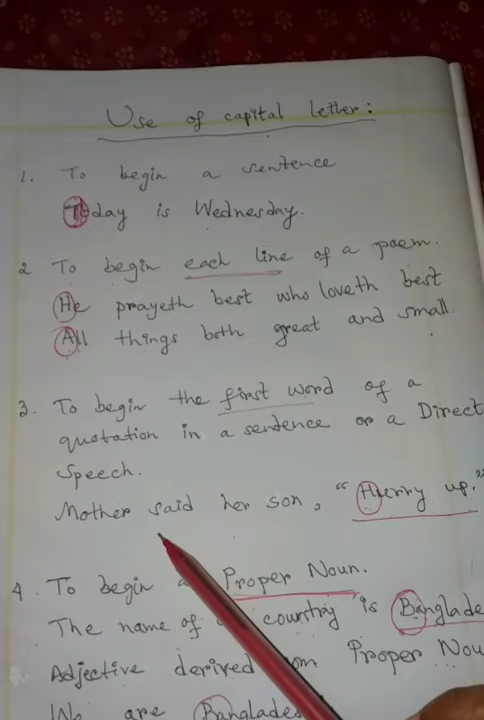 Use of capital letter:
1. To begin a sentence
Today is Wednesday.
2 To begin each line of a poem.
He prayeth best who loveth best
All things both great and small.
3. To begin the first word of a
quotation in a sentence or a Direct
Speech.
Mother said her son, "Hurry up."
4. To begin a Proper Noun.
The name of country is Banglade
Adjective derived Proper Nou
We are Banglades